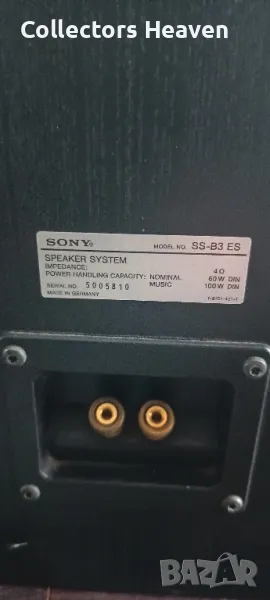 Collectors Heaven
SONY®
MODEL NO. SS-B3 ES
SPEAKER SYSTEM
IMPEDANCE: 4Ω
POWER HANDLING CAPACITY: NOMINAL 60W DIN
MUSIC 100W DIN
SERIAL NO. 5005810
MADE IN GERMANY
BAZAR